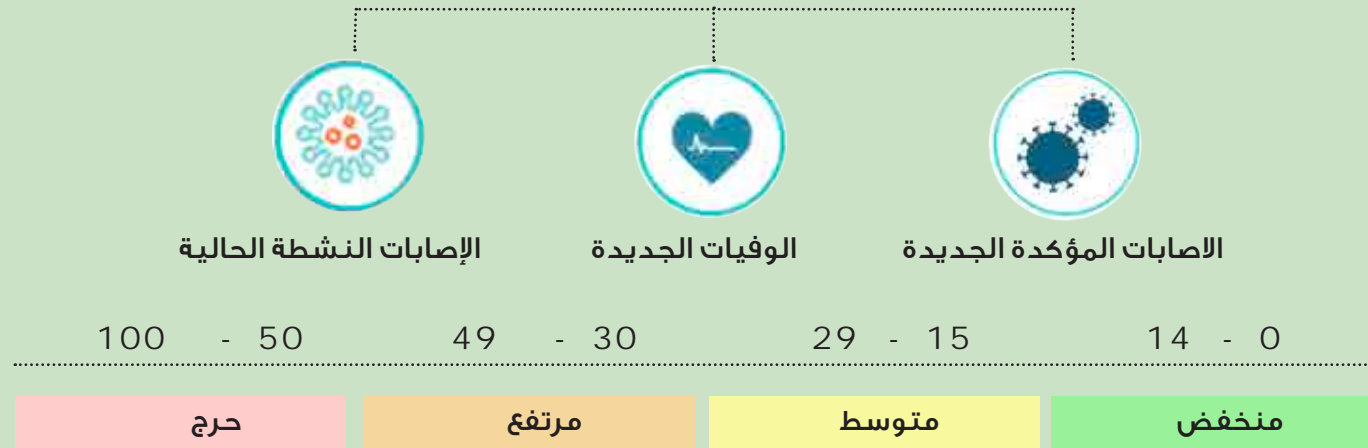 الاصابات المؤكدة الجديدة
الوفيات الجديدة
الإصابات النشطة الحالية
0 - 14
15 - 29
30 - 49
50 - 100
منخفض
متوسط
مرتفع
حرج